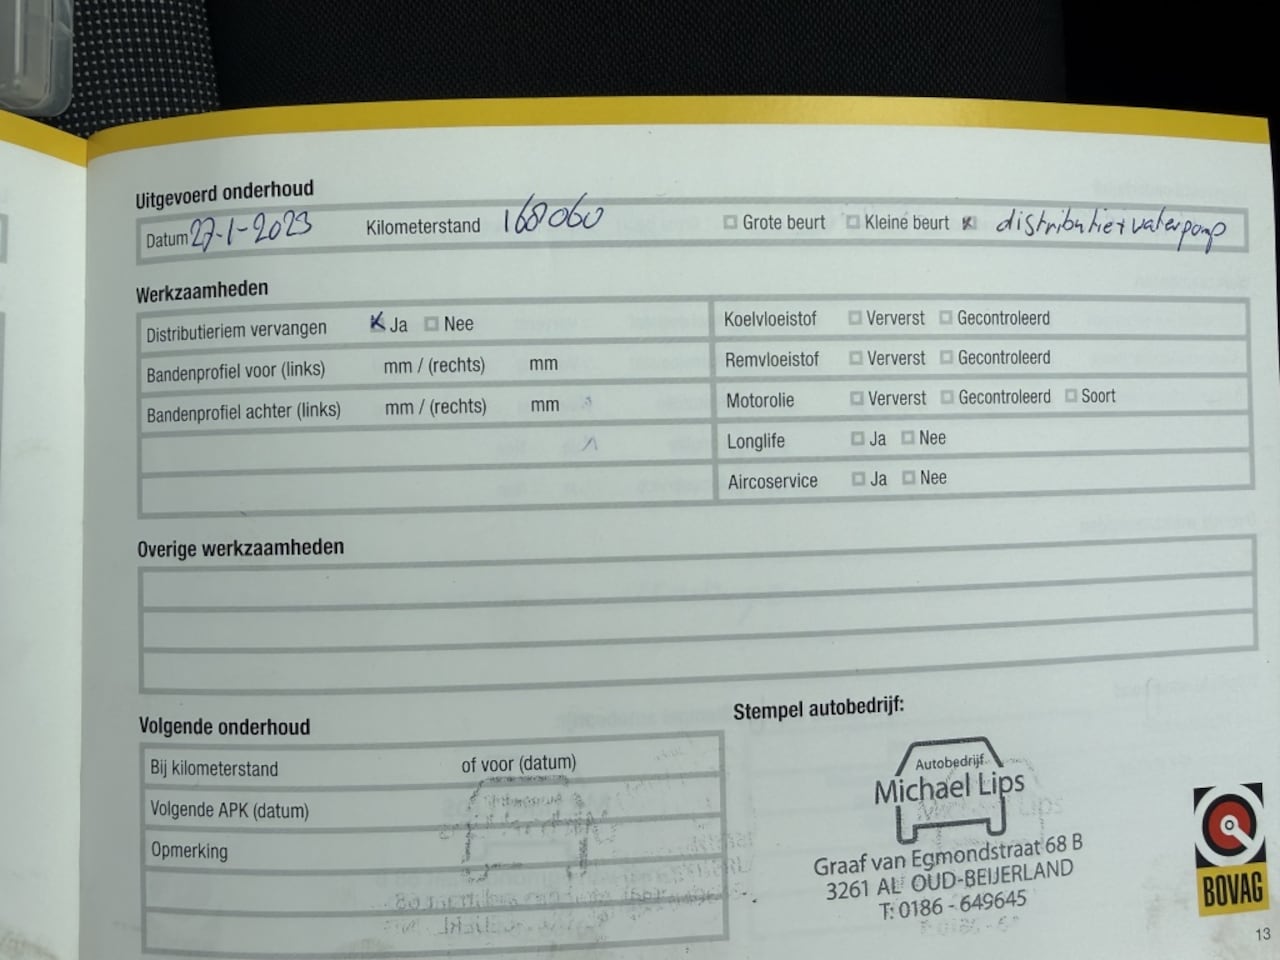 Uitgevoerd onderhoud
Datum 27-1-2023 Kilometerstand 168060 Grote beurt Kleine beurt distributie+waterpomp
Werkzaamheden
Distributieriem vervangen Ja Nee
Koelvloeistof Ververst Gecontroleerd
Bandenprofiel voor (links) mm / (rechts) mm
Remvloeistof Ververst Gecontroleerd
Bandenprofiel achter (links) mm / (rechts) mm
Motorolie Ververst Gecontroleerd Soort
Longlife Ja Nee
Aircoservice Ja Nee
Overige werkzaamheden
Volgende onderhoud
Bij kilometerstand of voor (datum)
Volgende APK (datum)
Opmerking
Stempel autobedrijf:
Autobedrijf
Michael Lips
Graaf van Egmondstraat 68 B
3261 AL OUD-BEIJERLAND
T: 0186 - 649645
BOVAG
13